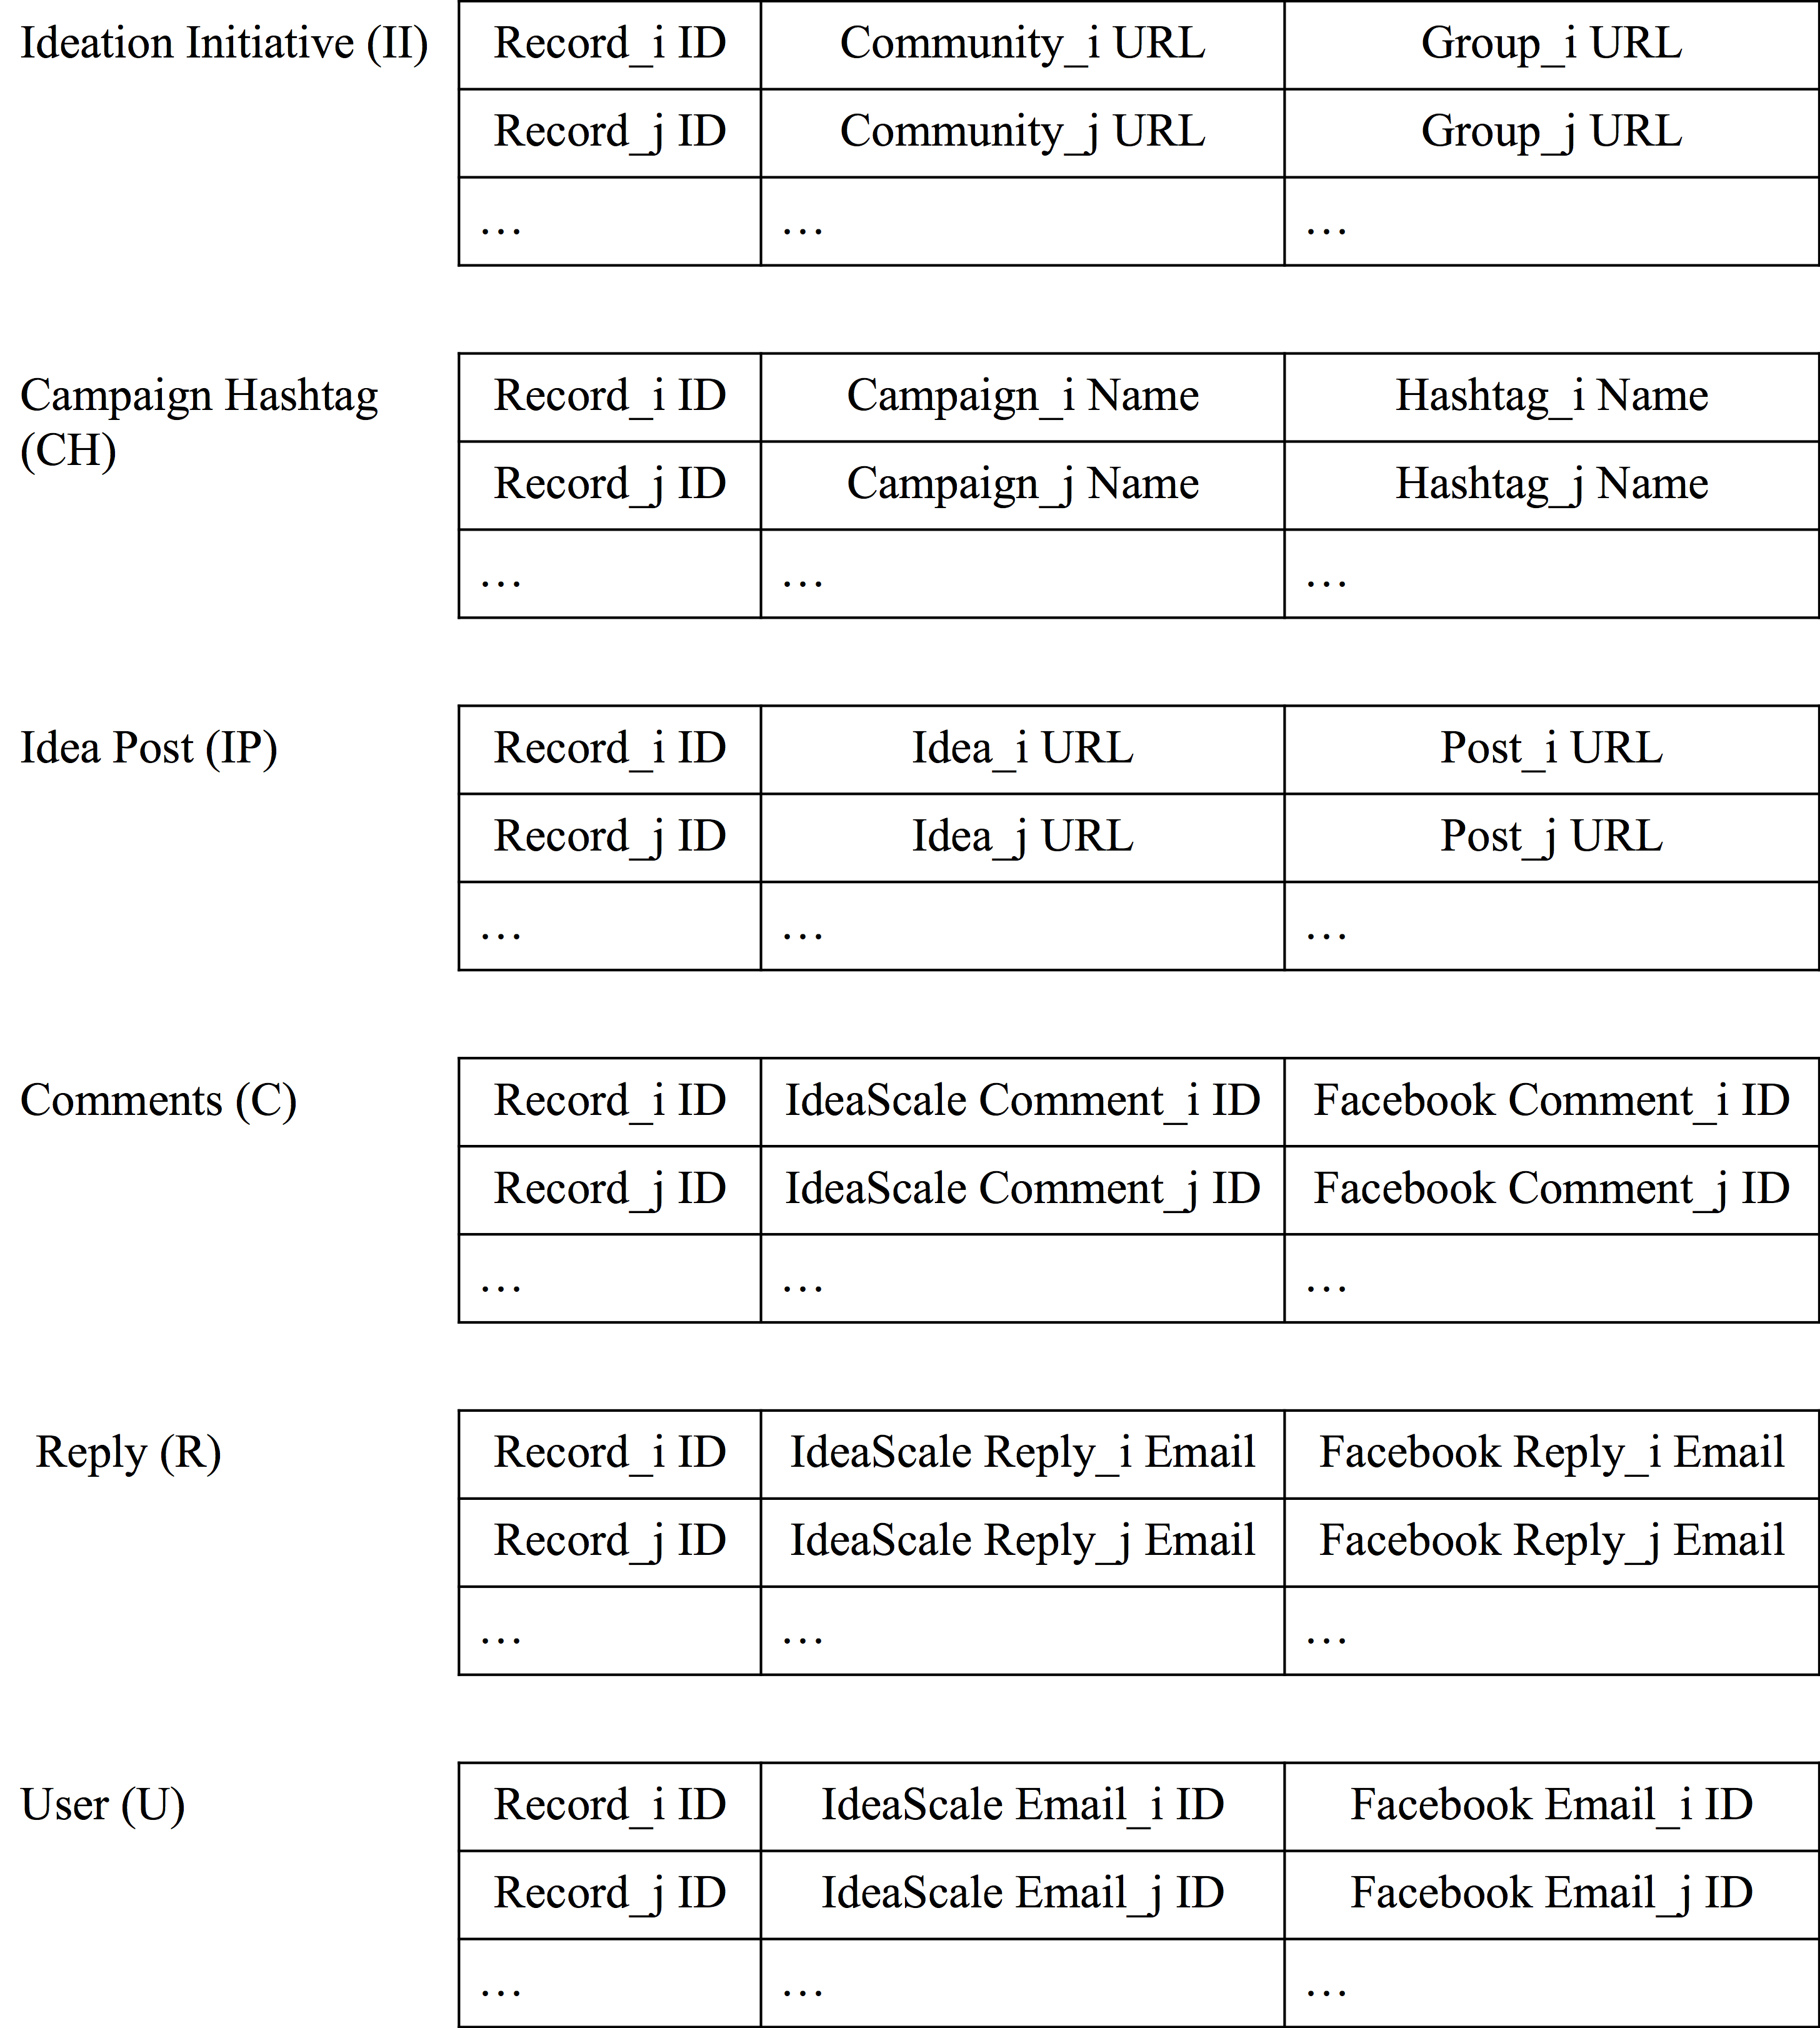 Ideation Initiative (II) Record_i ID Community_i URL Group_i URL
Record_j ID Community_j URL Group_j URL
… … …
Campaign Hashtag Record_i ID Campaign_i Name Hashtag_i Name
(CH)
Record_j ID Campaign_j Name Hashtag_j Name
… … …
Idea Post (IP) Record_i ID Idea_i URL Post_i URL
Record_j ID Idea_j URL Post_j URL
… … …
Comments (C) Record_i ID IdeaScale Comment_i ID Facebook Comment_i ID
Record_j ID IdeaScale Comment_j ID Facebook Comment_j ID
… … …
Reply (R) Record_i ID IdeaScale Reply_i Email Facebook Reply_i Email
Record_j ID IdeaScale Reply_j Email Facebook Reply_j Email
… … …
User (U) Record_i ID IdeaScale Email_i ID Facebook Email_i ID
Record_j ID IdeaScale Email_j ID Facebook Email_j ID
… … …